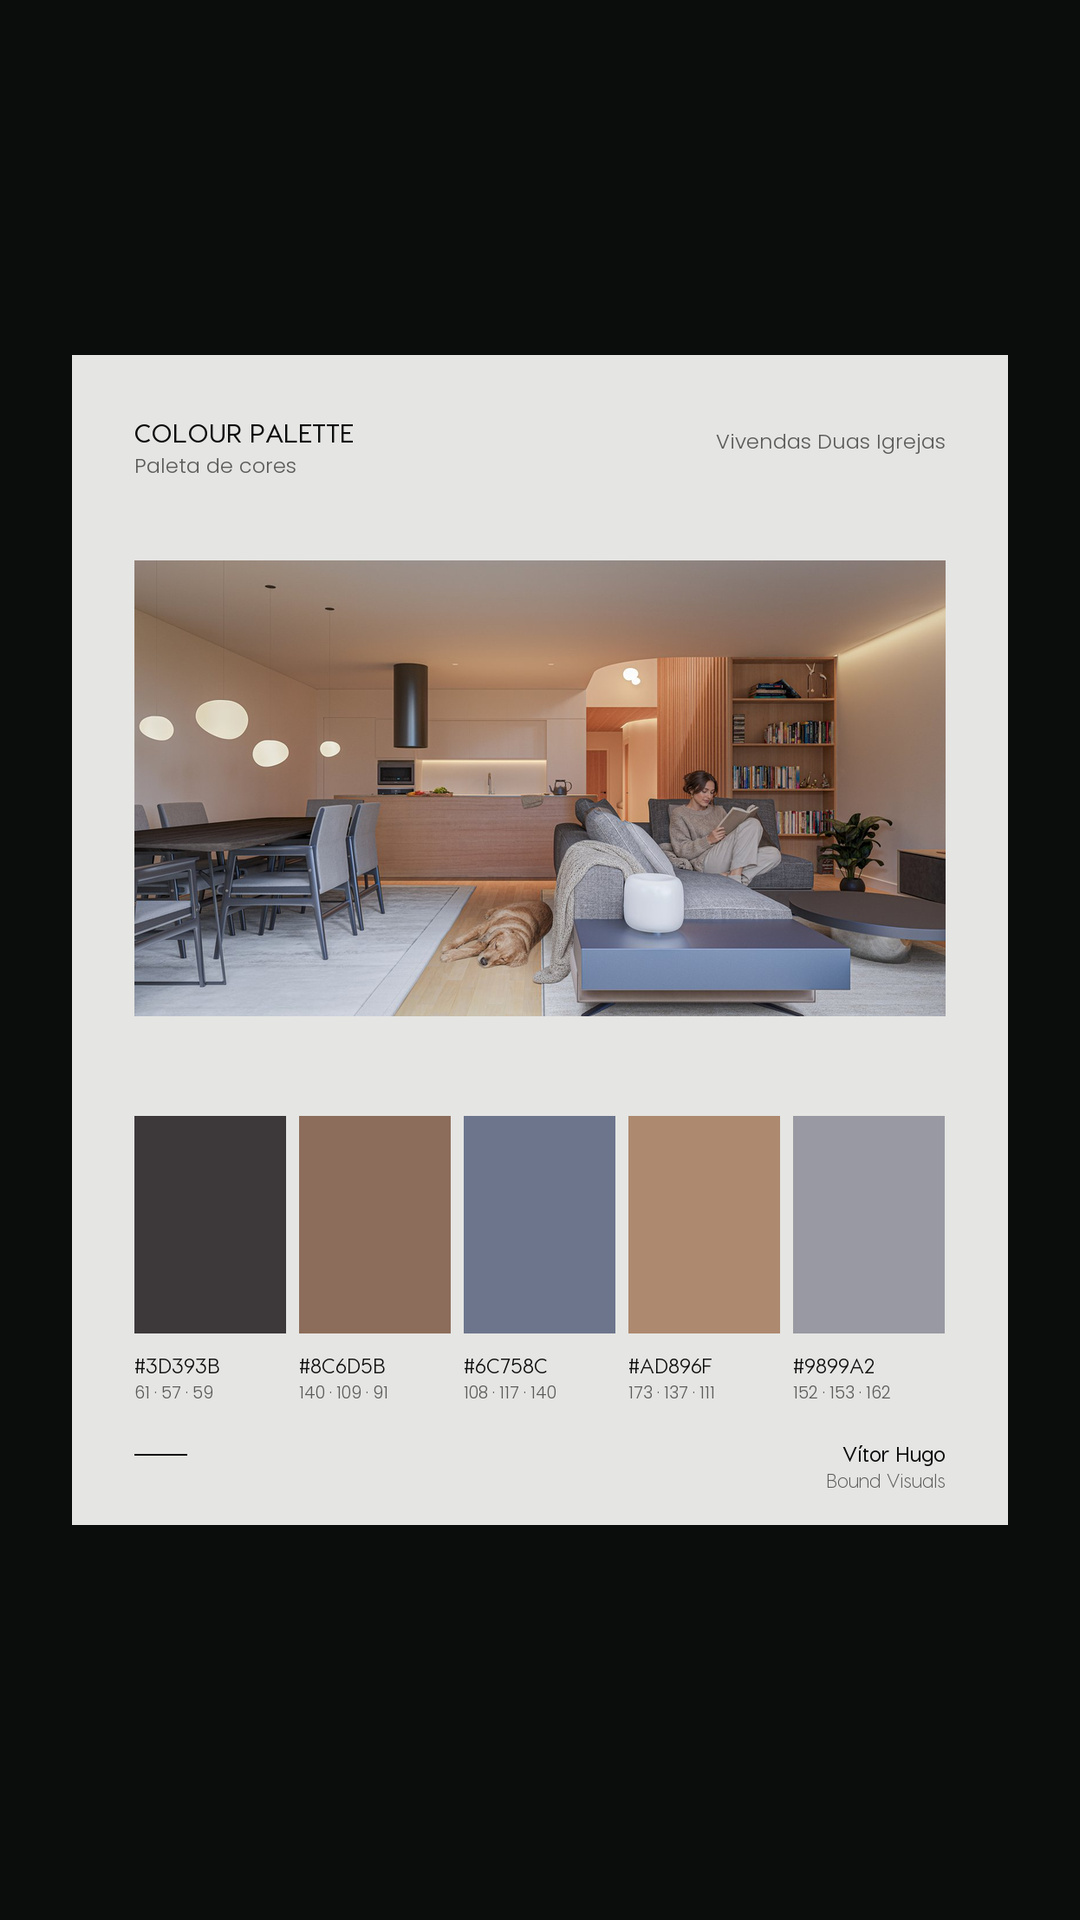 COLOUR PALETTE
Paleta de cores
Vivendas Duas Igrejas
#3D393B
61 · 57 · 59
#8C6D5B
140 · 109 · 91
#6C758C
108 · 117 · 140
#AD896F
173 · 137 · 111
#9899A2
152 · 153 · 162
Vítor Hugo
Bound Visuals